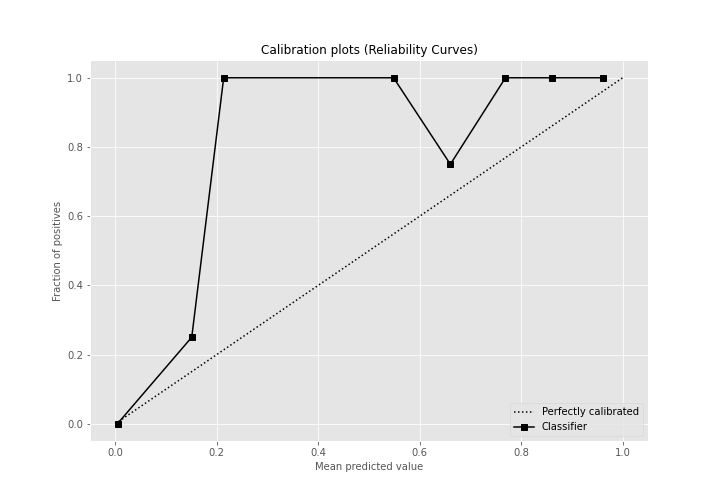 Calibration plots (Reliability Curves)
1.0
0.8
0.6
0.4
0.2
0.0
Fraction of positives
0.0 0.2 0.4 0.6 0.8 1.0
Mean predicted value
Perfectly calibrated
Classifier